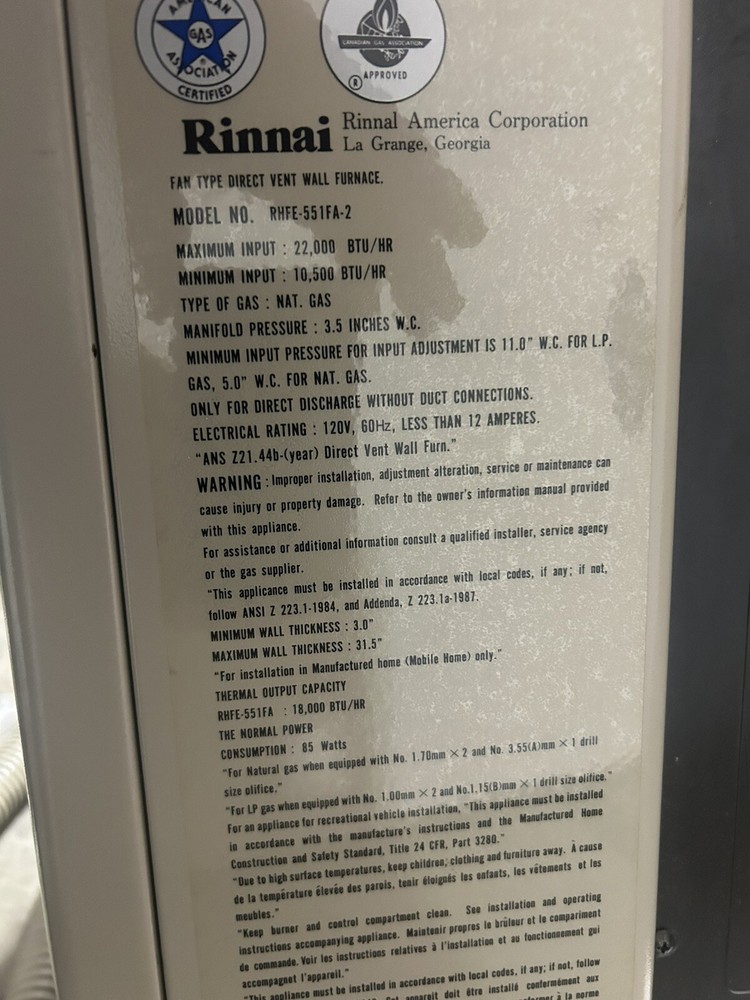 AMERICAN
GAS
®
ASSOCIATION
CERTIFIED
CANADIAN GAS ASSOCIATION
® APPROVED
Rinnai Rinnal America Corporation
La Grange, Georgia
FAN TYPE DIRECT VENT WALL FURNACE.
MODEL NO. RHFE-551FA-2
MAXIMUM INPUT : 22,000 BTU/HR
MINIMUM INPUT : 10,500 BTU/HR
TYPE OF GAS : NAT. GAS
MANIFOLD PRESSURE : 3.5 INCHES W.C.
MINIMUM INPUT PRESSURE FOR INPUT ADJUSTMENT IS 11.0" W.C. FOR L.P.
GAS, 5.0" W.C. FOR NAT. GAS.
ONLY FOR DIRECT DISCHARGE WITHOUT DUCT CONNECTIONS.
ELECTRICAL RATING : 120V, 60Hz, LESS THAN 12 AMPERES.
"ANS Z21.44b-(year) Direct Vent Wall Furn."
WARNING : Improper installation, adjustment alteration, service or maintenance can
cause injury or property damage. Refer to the owner's information manual provided
with this appliance.
For assistance or additional information consult a qualified installer, service agency
or the gas supplier.
"This applicance must be installed in accordance with local codes, if any; if not,
follow ANSI Z 223.1-1984, and Addenda, Z 223.1a-1987.
MINIMUM WALL THICKNESS : 3.0"
MAXIMUM WALL THICKNESS : 31.5"
"For installation in Manufactured home (Mobile Home) only."
THERMAL OUTPUT CAPACITY
RHFE-551FA : 18,000 BTU/HR
THE NORMAL POWER
CONSUMPTION : 85 Watts
"For Natural gas when equipped with No. 1.70mm × 2 and No. 3.55(A)mm × 1 drill
size olifice."
"For LP gas when equipped with No. 1.00mm × 2 and No.1.15(B)mm × 1 drill size olifice."
For an appliance for recreational vehicle installation, "This appliance must be installed
in accordance with the manufacture's instructions and the Manufactured Home
Construction and Safety Standard, Title 24 CFR, Part 3280."
"Due to high surface temperatures, keep children, clothing and furniture away. À cause
de la température élevée des parois, tenir éloignés les enfants, les vêtements et les
meubles."
"Keep burner and control compartment clean. See installation and operating
instructions accompanying appliance. Maintenir propres le brûleur et le compartiment
de commande. Voir les instructions relatives à l'installation et au fonctionnement qui
accompagnet l'appareil."
"This appliance must be installed in accordance with local codes, if any; if not, follow
appareil doit être installé conformément aux
à la norme